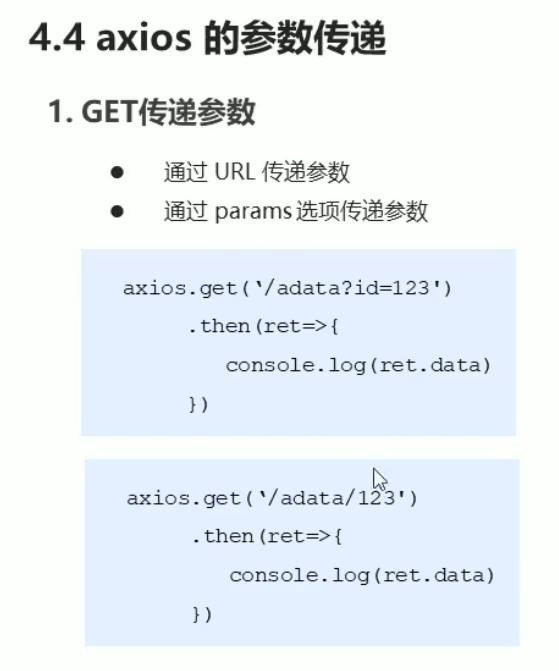 4.4 axios 的参数传递
1. GET传递参数
● 通过 URL 传递参数
● 通过 params 选项传递参数
axios.get(‘/adata?id=123')
.then(ret=>{
console.log(ret.data)
})
axios.get(‘/adata/123')
.then(ret=>{
console.log(ret.data)
})